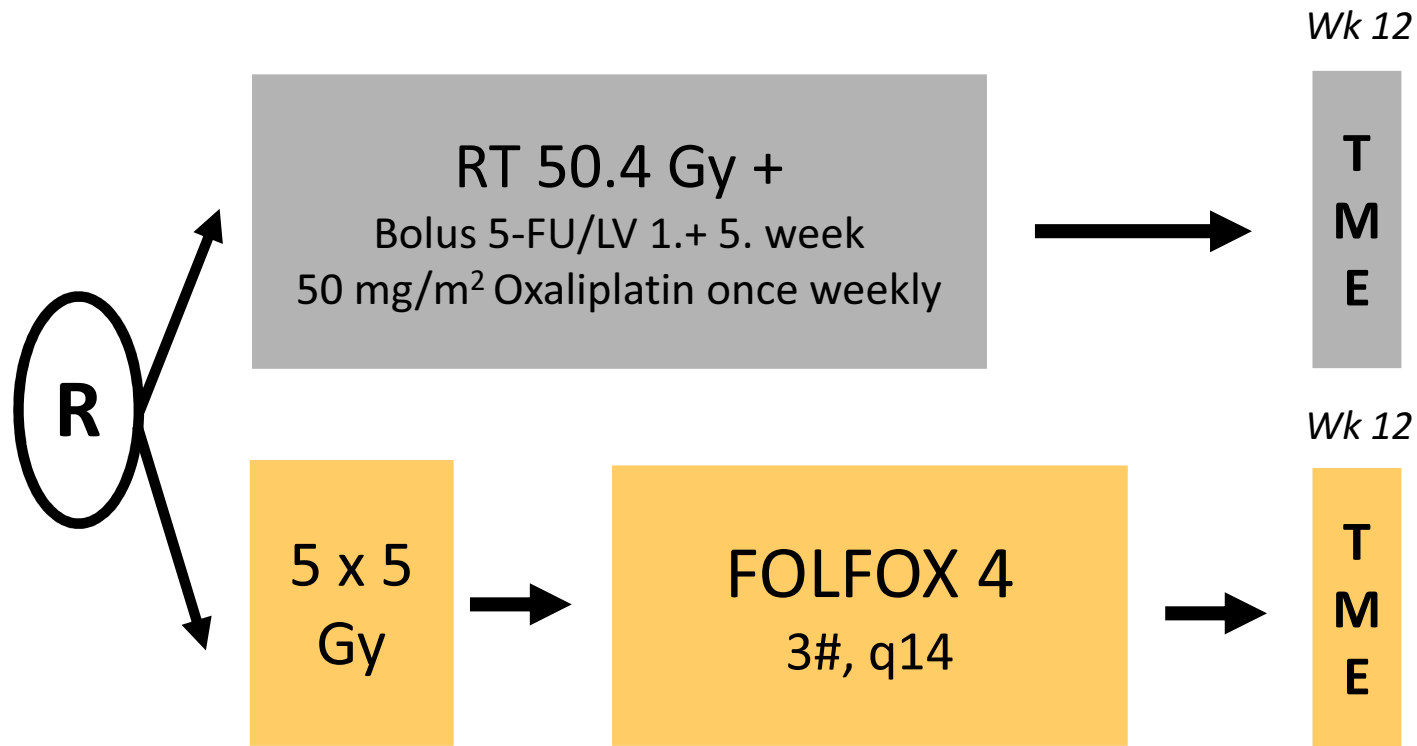 Wk 12
RT 50.4 Gy +
Bolus 5-FU/LV 1.+ 5. week
50 mg/m² Oxaliplatin once weekly
T
M
E
R
Wk 12
5 x 5
Gy
FOLFOX 4
3#, q14
T
M
E